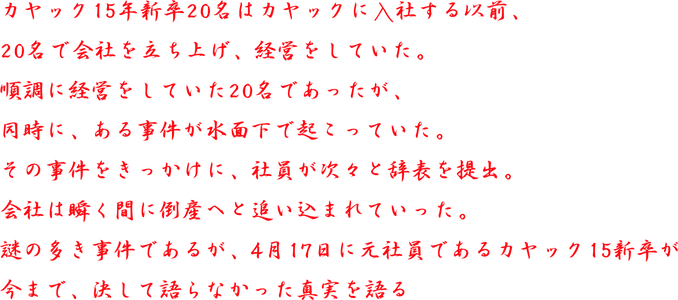 カヤック15年新卒20名はカヤックに入社する以前、
20名で会社を立ち上げ、経営をしていた。
順調に経営をしていた20名であったが、
同時に、ある事件が水面下で起こっていた。
その事件をきっかけに、社員が次々と辞表を提出。
会社は瞬く間に倒産へと追い込まれていった。
謎の多き事件であるが、4月17日に元社員であるカヤック15新卒が
今まで、決して語らなかった真実を語る